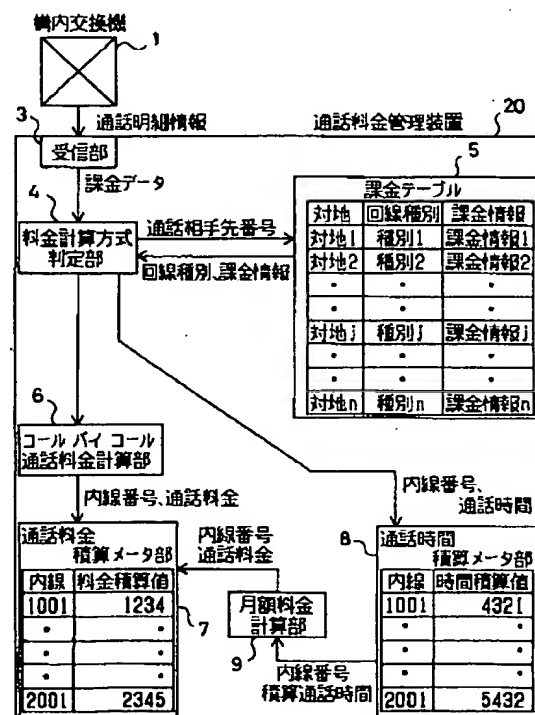 構内交換機
1
20
3
通話明細情報
通話料金管理装置
受信部
5
課金データ
課金テーブル
4
対地 回線種別 課金情報
通話相手先番号
料金計算方式
判定部
対地1 種別1 課金情報1
対地2 種別2 課金情報2
回線種別、課金情報
・ ・ ・
・ ・ ・
対地j 種別j 課金情報j
・ ・ ・
・ ・ ・
対地n 種別n 課金情報n
6
コール バイ コール
通話料金計算部
内線番号、
通話時間
内線番号、通話料金
通話料金
積算メータ部
内線番号
通話料金
8
通話時間
積算メータ部
内線 料金積算値
1001 1234
・ ・
・ ・
・ ・
2001 2345
7
月額料金
計算部
9
内線番号
積算通話時間
内線 時間積算値
1001 4321
・ ・
・ ・
・ ・
2001 5432